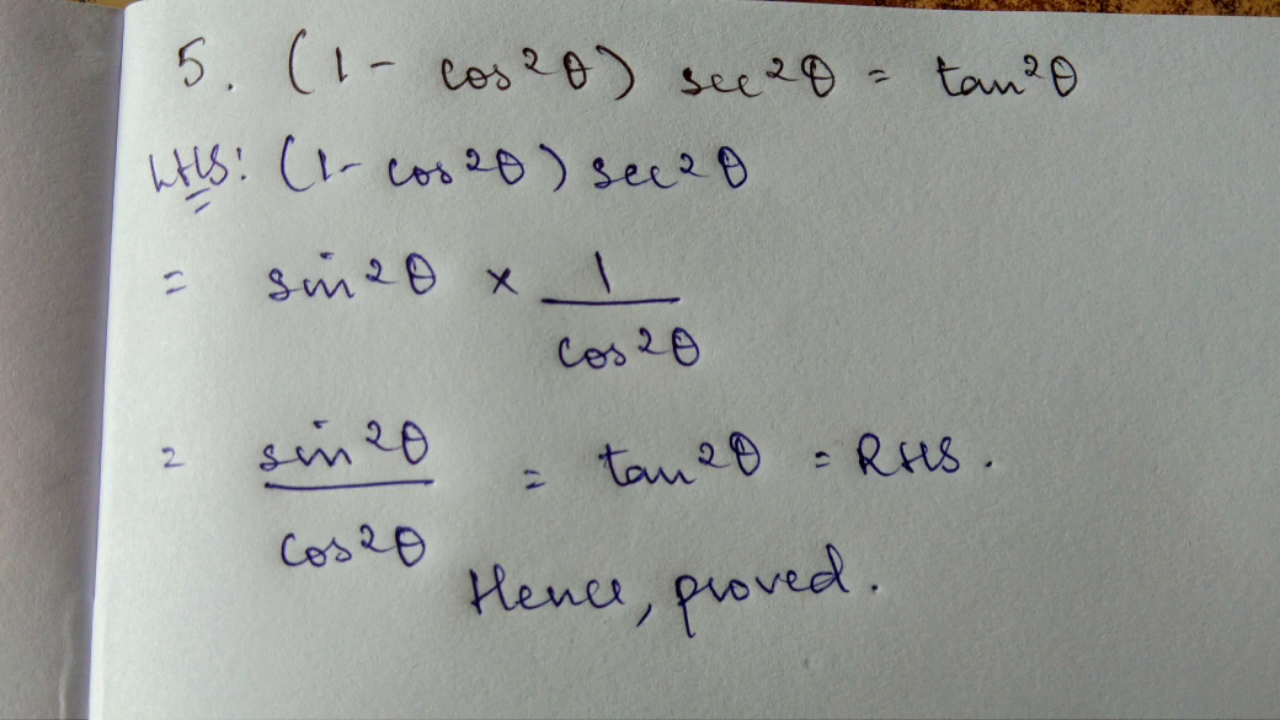 5. (1 - cos²θ) sec²θ = tan²θ
LHS: (1 - cos²θ) sec²θ
= sin²θ × 1/cos²θ
= sin²θ/cos²θ = tan²θ = RHS.
Hence, proved.